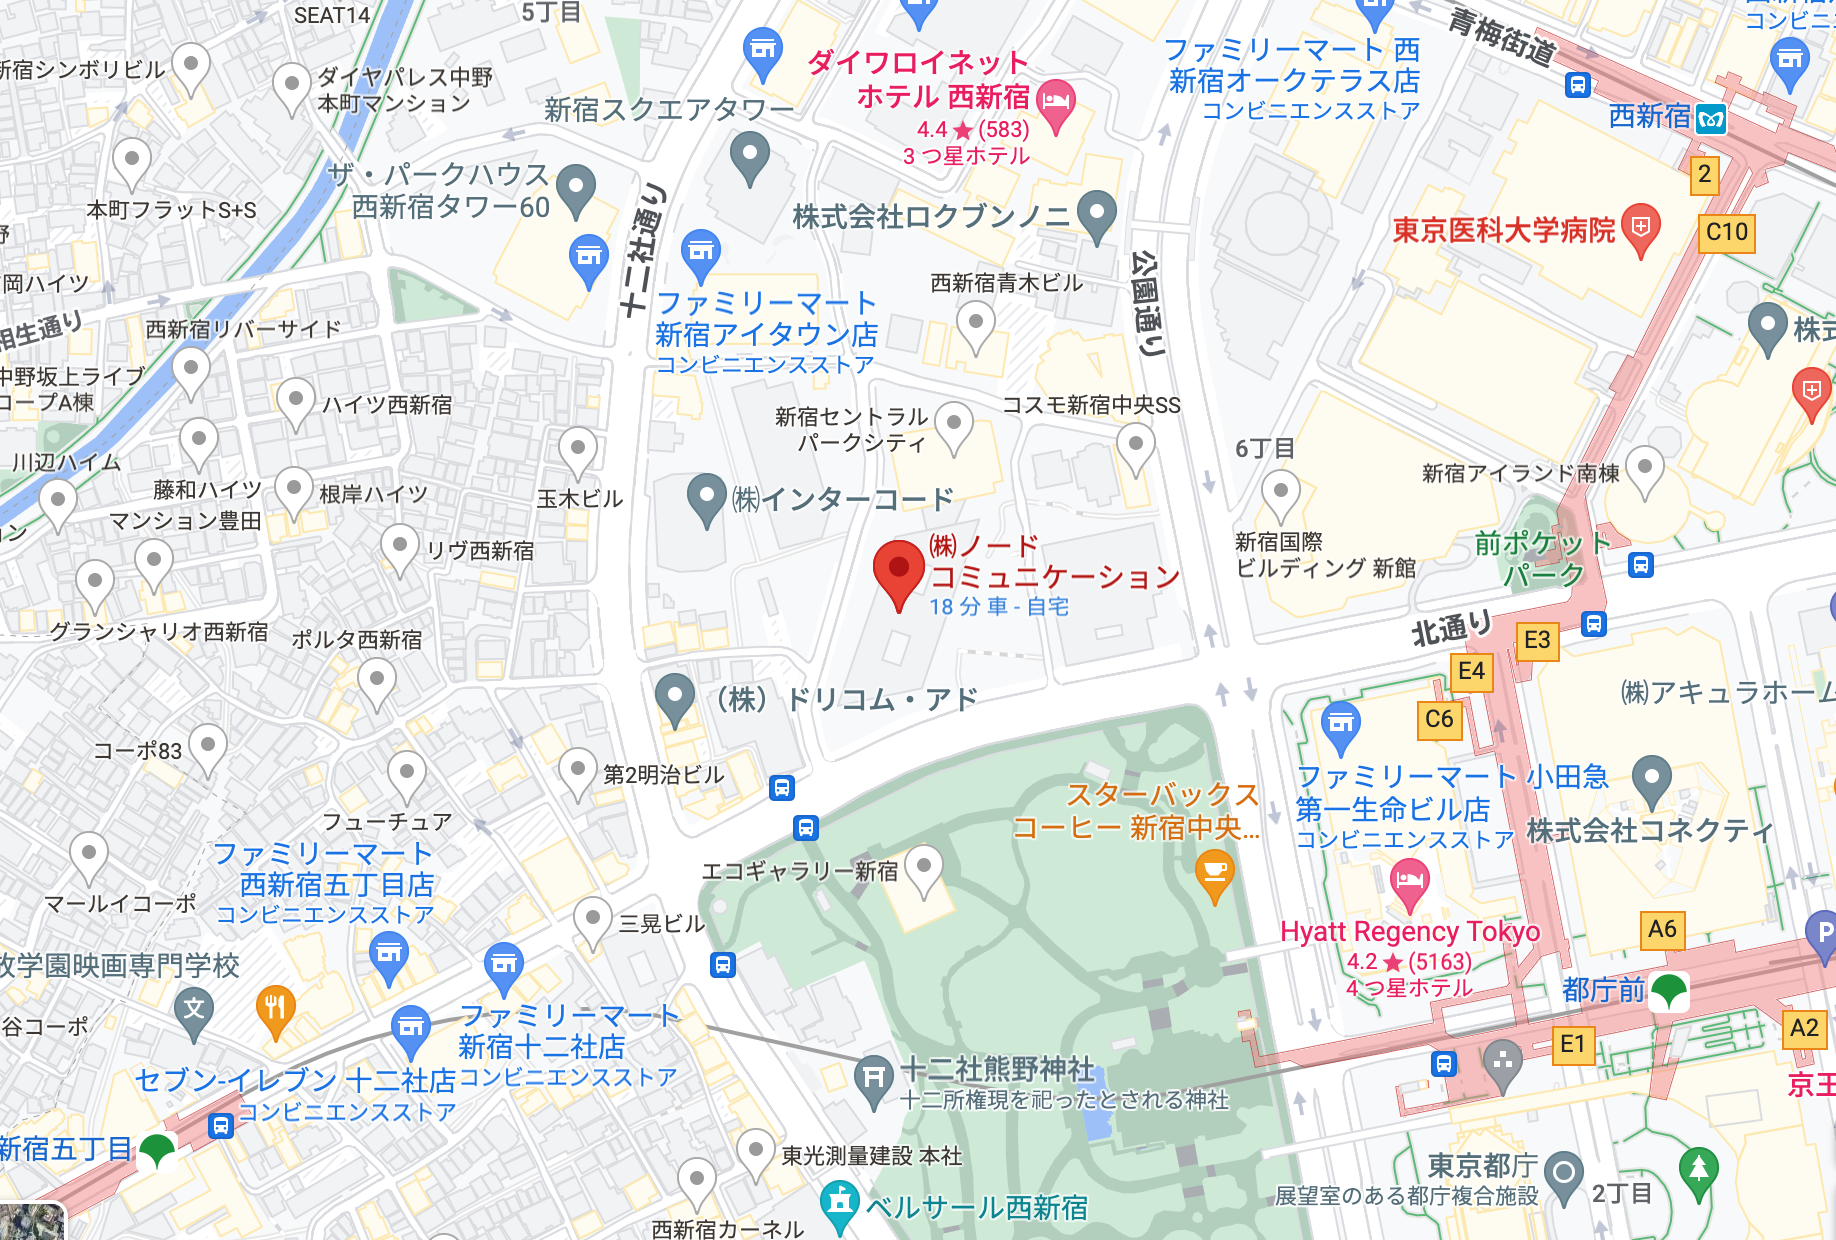 SEAT14
5丁目
新宿シンボリビル
ダイヤパレス中野
本町マンション
新宿スクエアタワー
ダイワロイネット
ホテル 西新宿
4.4★(583)
3 つ星ホテル
ファミリーマート 西
新宿オークテラス店
コンビニエンスストア
青梅街道
コンビニ
西新宿
2
C10
東京医科大学病院
本町フラットS+S
ザ・パークハウス
西新宿タワー60
十二社通り
株式会社ロクブンノニ
公園通り
西新宿青木ビル
ファミリーマート
新宿アイタウン店
コンビニエンスストア
岡ハイツ
相生通り
西新宿リバーサイド
中野坂上ライブ
コープA棟
ハイツ西新宿
新宿セントラル
パークシティ
コスモ新宿中央SS
6丁目
株式
川辺ハイム
藤和ハイツ
マンション豊田
根岸ハイツ
玉木ビル
㈱インターコード
新宿アイランド南棟
リヴ西新宿
㈱ノード
コミュニケーション
18 分 車 - 自宅
新宿国際
ビルディング 新館
前ポケット
パーク
グランシャリオ西新宿
ポルタ西新宿
北通り
E3
E4
C6
㈱アキュラホーム
（株）ドリコム・アド
コーポ83
第2明治ビル
フューチュア
スターバックス
コーヒー 新宿中央...
ファミリーマート 小田急
第一生命ビル店
コンビニエンスストア
株式会社コネクティ
ファミリーマート
西新宿五丁目店
コンビニエンスストア
エコギャラリー新宿
マールイコーポ
三晃ビル
Hyatt Regency Tokyo
4.2★(5163)
4 つ星ホテル
A6
P
都庁前
放学園映画専門学校
文
谷コーポ
ファミリーマート
新宿十二社店
コンビニエンスストア
セブン-イレブン 十二社店
コンビニエンスストア
E1
A2
京王
十二社熊野神社
十二所権現を祀ったとされる神社
新宿五丁目
東光測量建設 本社
東京都庁
展望室のある都庁複合施設
2丁目
ベルサール西新宿
西新宿カーネル